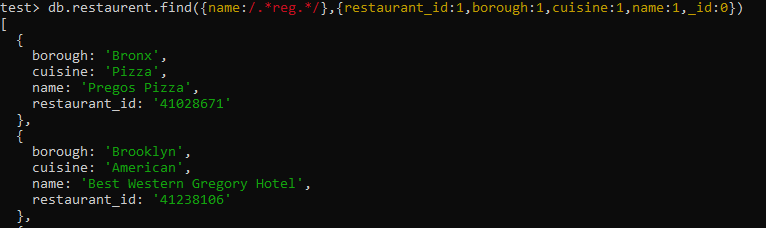 test> db.restaurent.find({name:/.*reg.*/},{restaurant_id:1,borough:1,cuisine:1,name:1,_id:0})
[
  {
    borough: 'Bronx',
    cuisine: 'Pizza',
    name: 'Pregos Pizza',
    restaurant_id: '41028671'
  },
  {
    borough: 'Brooklyn',
    cuisine: 'American',
    name: 'Best Western Gregory Hotel',
    restaurant_id: '41238106'
  },
  {